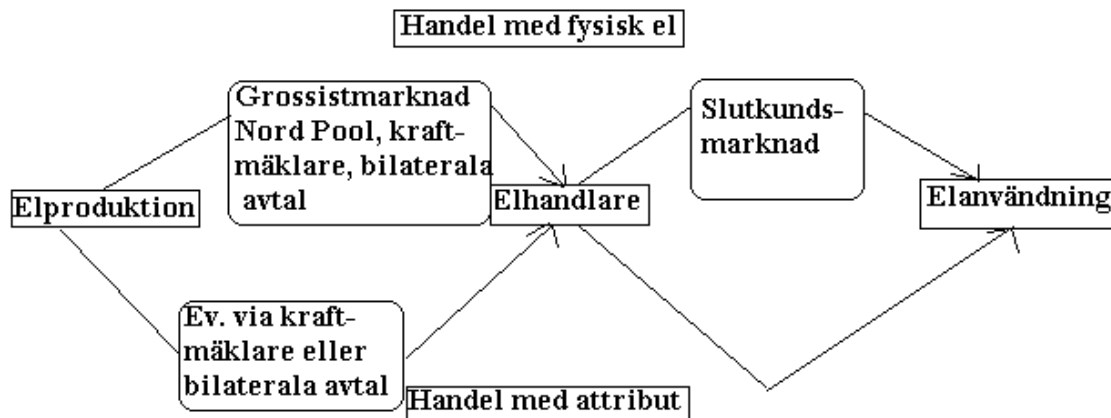 Handel med fysisk el
Grossistmarknad
Nord Pool, kraft-
mäklare, bilaterala
avtal
Slutkunds-
marknad
Elproduktion
Elhandlare
Elanvändning
Ev. via kraft-
mäklare eller
bilaterala avtal
Handel med attribut